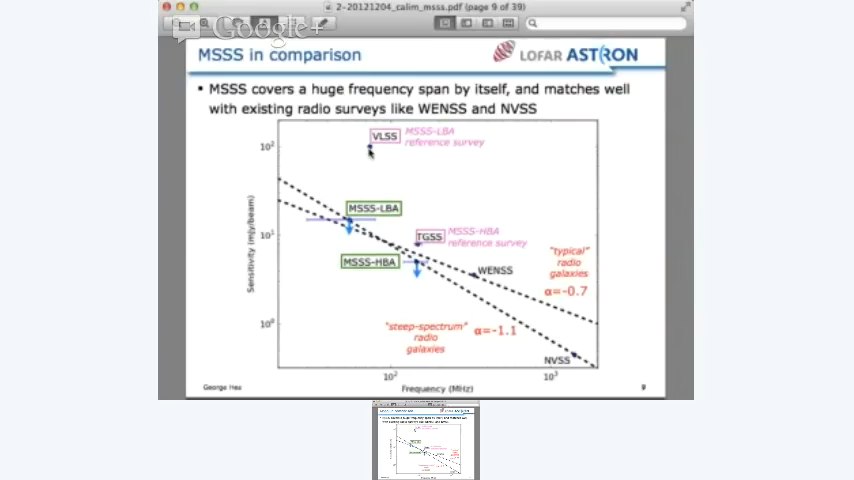 2-20121204_calim_msss.pdf (page 9 of 39)
Google+
MSSS in comparison
LOFAR ASTRON
▪ MSSS covers a huge frequency span by itself, and matches well
with existing radio surveys like WENSS and NVSS
10²
VLSS
MSSS-LBA
reference survey
MSSS-LBA
10¹
TGSS
MSSS-HBA
reference survey
MSSS-HBA
WENSS
"typical"
radio
galaxies
α=-0.7
Sensitivity (mJy/beam)
10⁰
"steep-spectrum"
radio
galaxies
α=-1.1
NVSS
10²
10³
Frequency (MHz)
George Hea
9